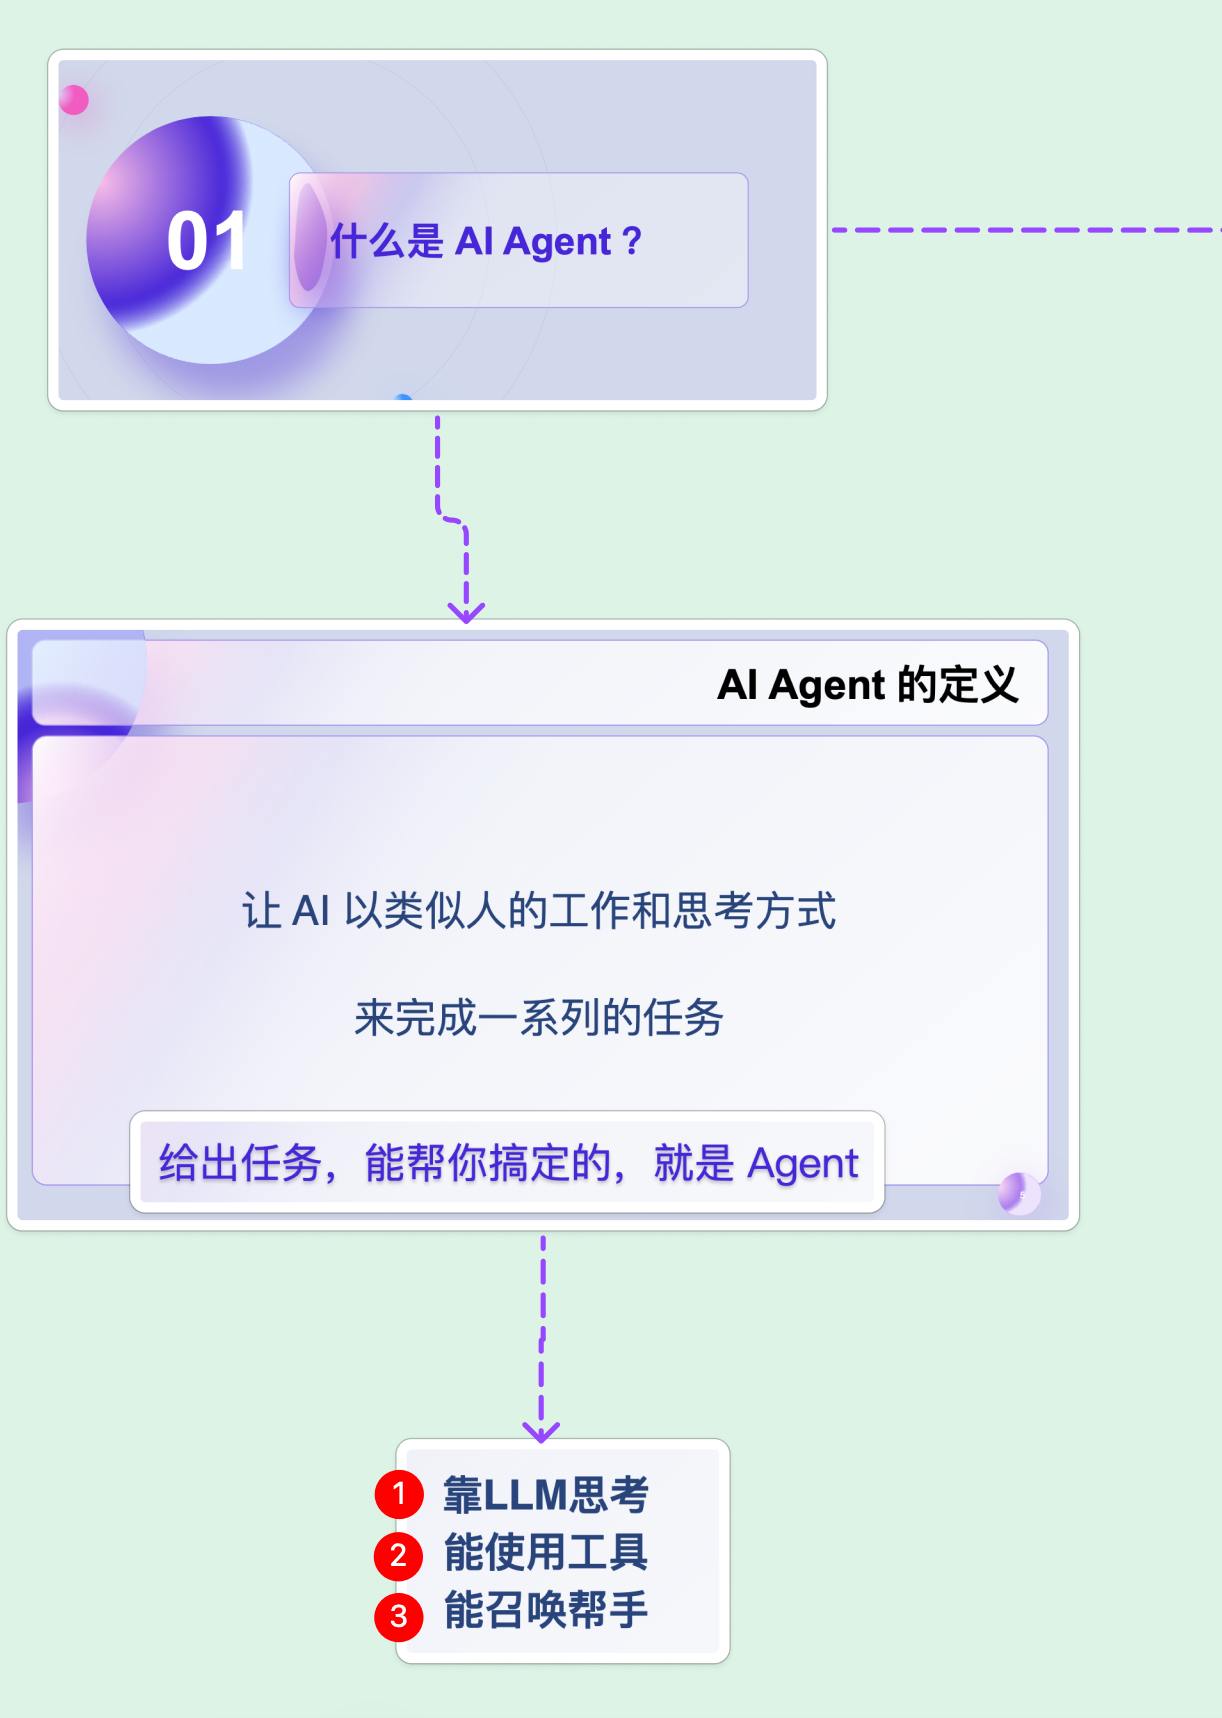 01
什么是 AI Agent？
AI Agent 的定义
让 AI 以类似人的工作和思考方式
来完成一系列的任务
给出任务，能帮你搞定的，就是 Agent
1 靠LLM思考
2 能使用工具
3 能召唤帮手